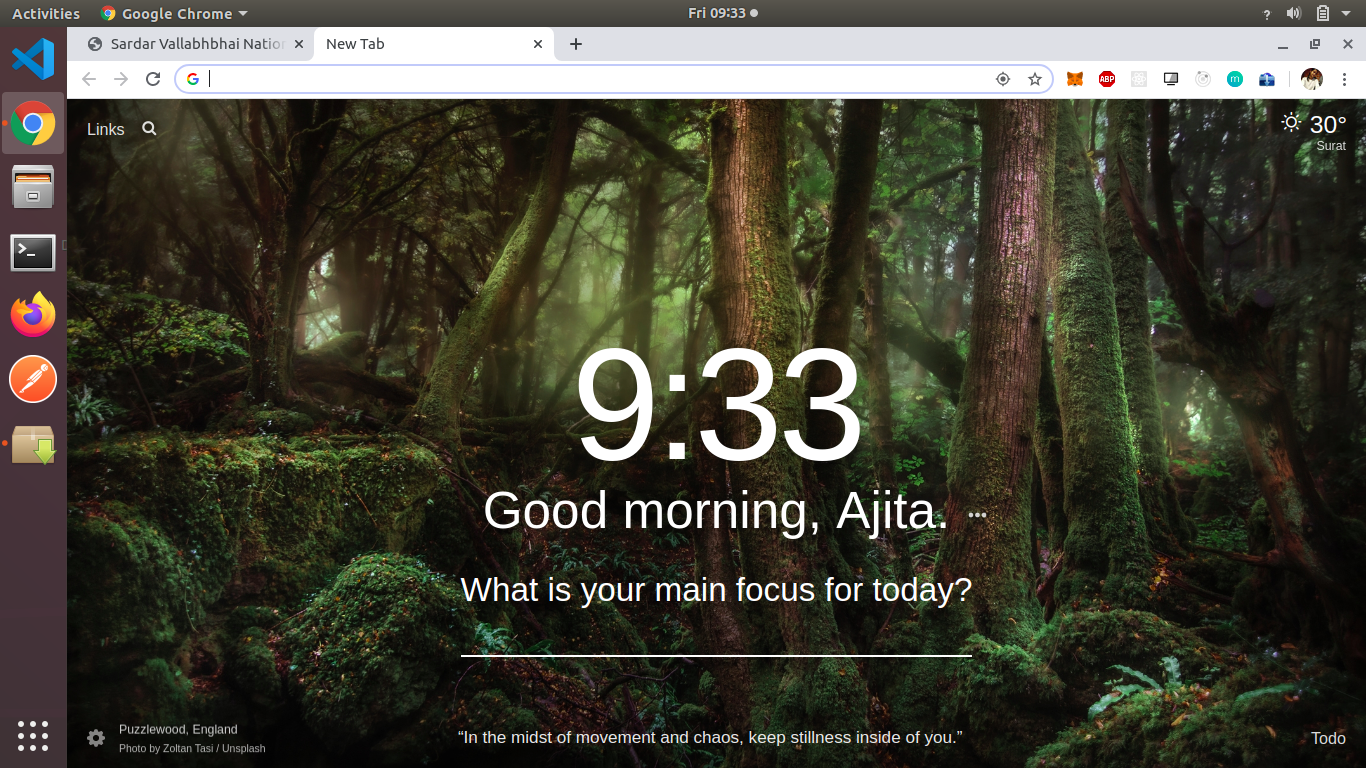 Activities Google Chrome Fri 09:33 ?
Sardar Vallabhbhai Natio New Tab
ABP m
Links
30°
Surat
9:33
Good morning, Ajita.
What is your main focus for today?
Puzzlewood, England
Photo by Zoltan Tasi / Unsplash
“In the midst of movement and chaos, keep stillness inside of you.”
Todo